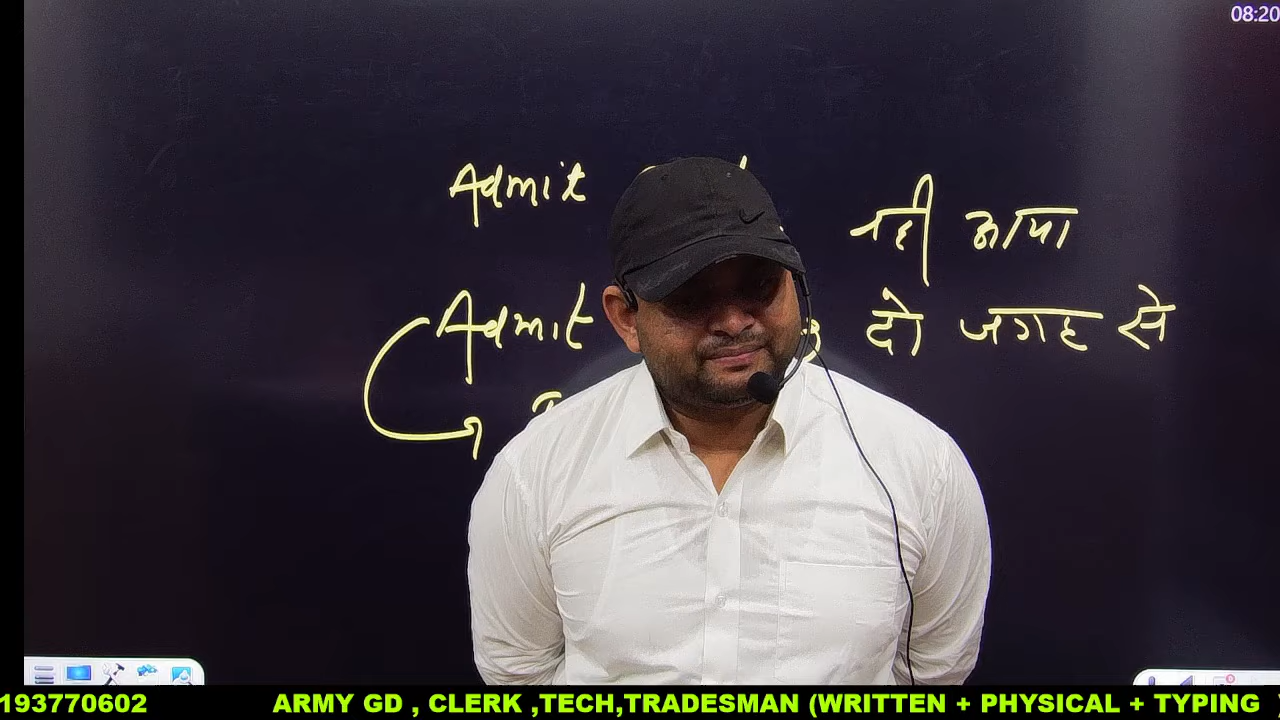 08:20
Admit नही आया
Admit दो जगह से
193770602 ARMY GD , CLERK ,TECH,TRADESMAN (WRITTEN + PHYSICAL + TYPING